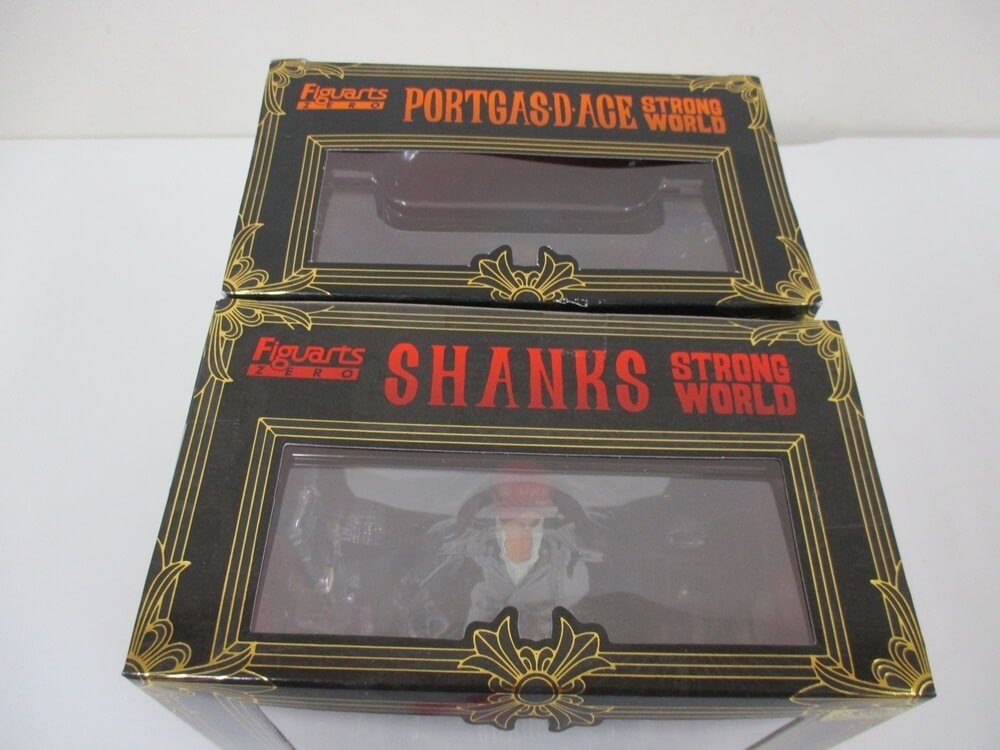 Figuarts
ZERO
PORTGAS·D·ACE
STRONG
WORLD
Figuarts
ZERO
SHANKS
STRONG
WORLD